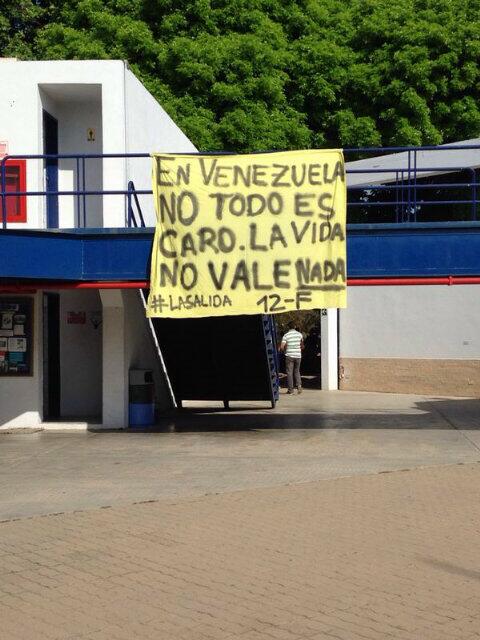 EN VENEZUELA
NO TODO ES
CARO. LA VIDA
NO VALE NADA
#LASALIDA 12-F